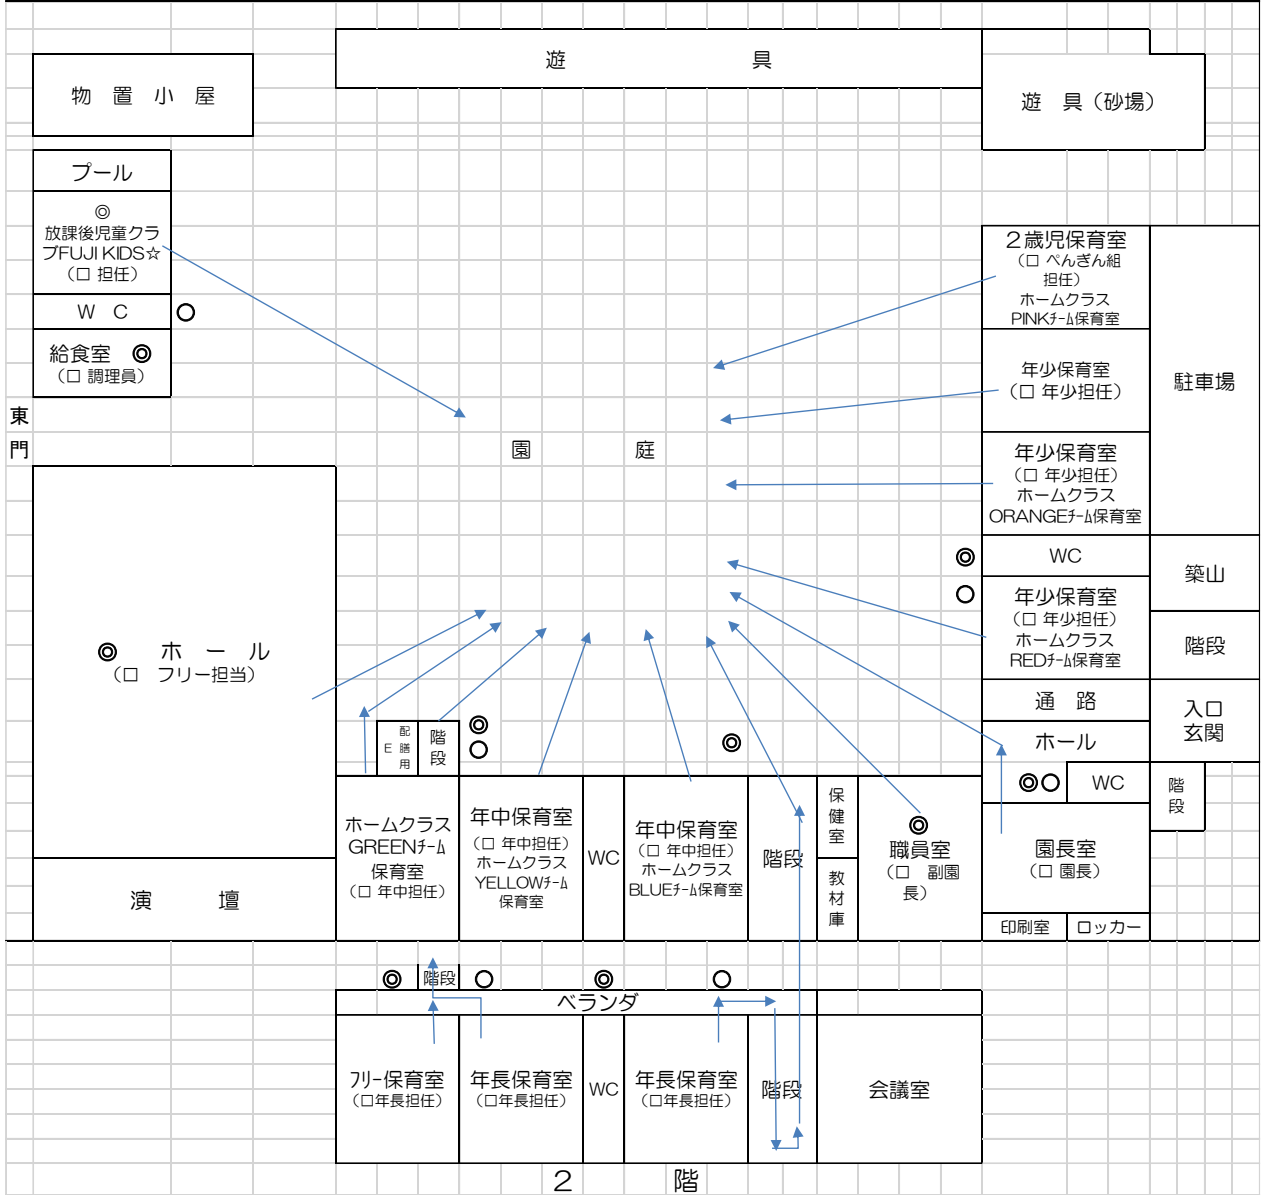 遊　具
物 置 小 屋
遊 具（砂場）
プール
◎
放課後児童クラ
ブFUJI KIDS☆
（□ 担任）
W C
○
給食室 ◎
（□ 調理員）
東
門
２歳児保育室
（□ ぺんぎん組
担任）
ホームクラス
PINKﾁｰﾑ保育室
年少保育室
（□ 年少担任）
駐車場
園　庭
年少保育室
（□ 年少担任）
ホームクラス
ORANGEﾁｰﾑ保育室
◎
WC
築山
○
年少保育室
（□ 年少担任）
ホームクラス
REDﾁｰﾑ保育室
階段
◎ ホ ー ル
（□ フリー担当）
通 路
入口
玄関
配
膳
用
E
階
段
◎
○
◎
ホール
◎○
WC
階
段
ホームクラス
GREENﾁｰﾑ
保育室
（□ 年中担任）
年中保育室
（□ 年中担任）
ホームクラス
YELLOWﾁｰﾑ
保育室
WC
年中保育室
（□ 年中担任）
ホームクラス
BLUEﾁｰﾑ保育室
階段
保
健
室
教
材
庫
◎
職員室
（□ 副園
長）
園長室
（□ 園長）
演　壇
印刷室
ロッカー
◎
階段
○
◎
○
ベランダ
ﾌﾘｰ保育室
（□年長担任）
年長保育室
（□年長担任）
WC
年長保育室
（□年長担任）
階段
会議室
２　階